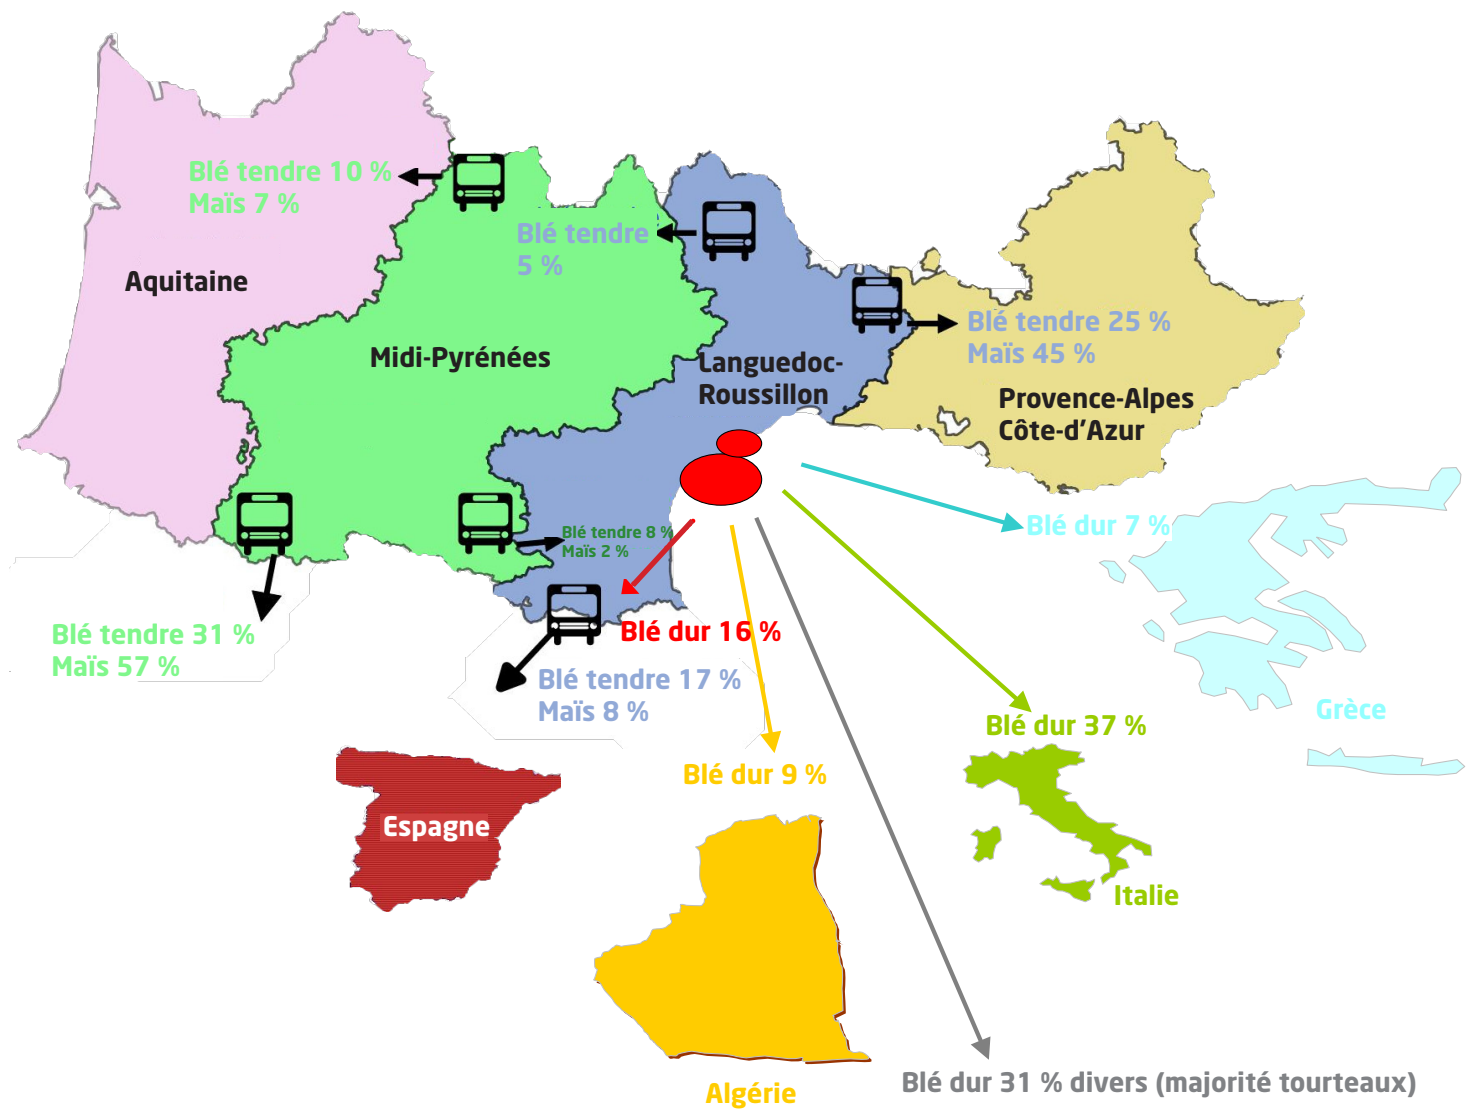 Blé tendre 10 %
Maïs 7 %
Blé tendre
5 %
Aquitaine
Blé tendre 25 %
Maïs 45 %
Midi-Pyrénées
Languedoc-
Roussillon
Provence-Alpes
Côte-d'Azur
Blé dur 7 %
Blé tendre 8 %
Maïs 2 %
Blé tendre 31 %
Maïs 57 %
Blé dur 16 %
Blé tendre 17 %
Maïs 8 %
Grèce
Blé dur 37 %
Blé dur 9 %
Espagne
Italie
Algérie
Blé dur 31 % divers (majorité tourteaux)